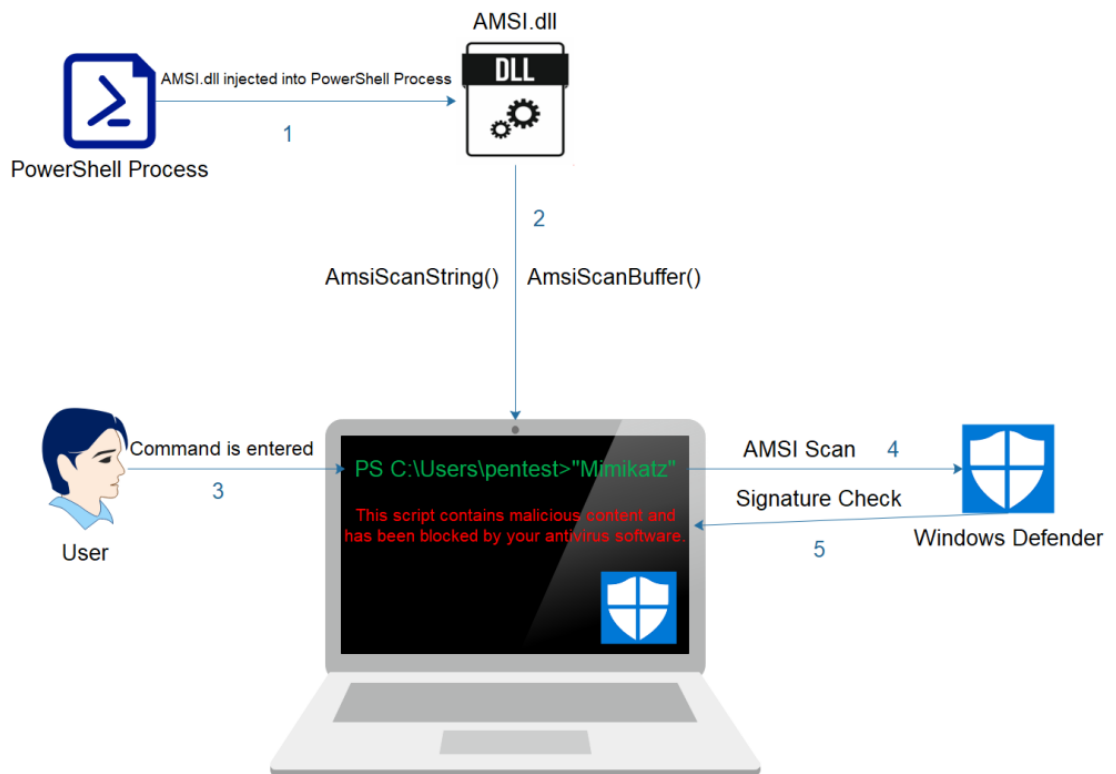 AMSI.dll
DLL
AMSI.dll injected into PowerShell Process
1
PowerShell Process
2
AmsiScanString()
AmsiScanBuffer()
Command is entered
3
User
PS C:\Users\pentest>"Mimikatz"
This script contains malicious content and
has been blocked by your antivirus software.
AMSI Scan
4
Signature Check
5
Windows Defender